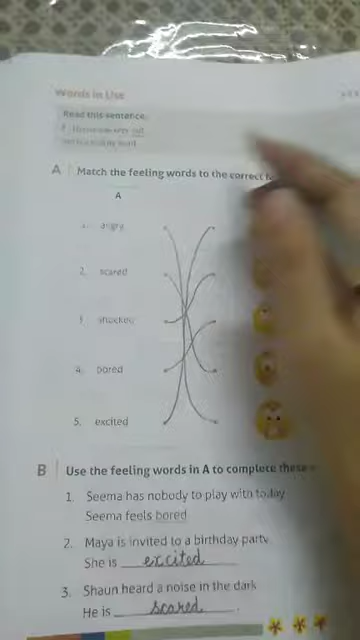 Words in Use
Read this sentence.
A Match the feeling words to the correct
A
1. angry
2. scared
3. shocked
4. bored
5. excited
B Use the feeling words in A to complete these
1. Seema has nobody to play with today
Seema feels bored
2. Maya is invited to a birthday party
She is excited
3. Shaun heard a noise in the dark
He is scared.